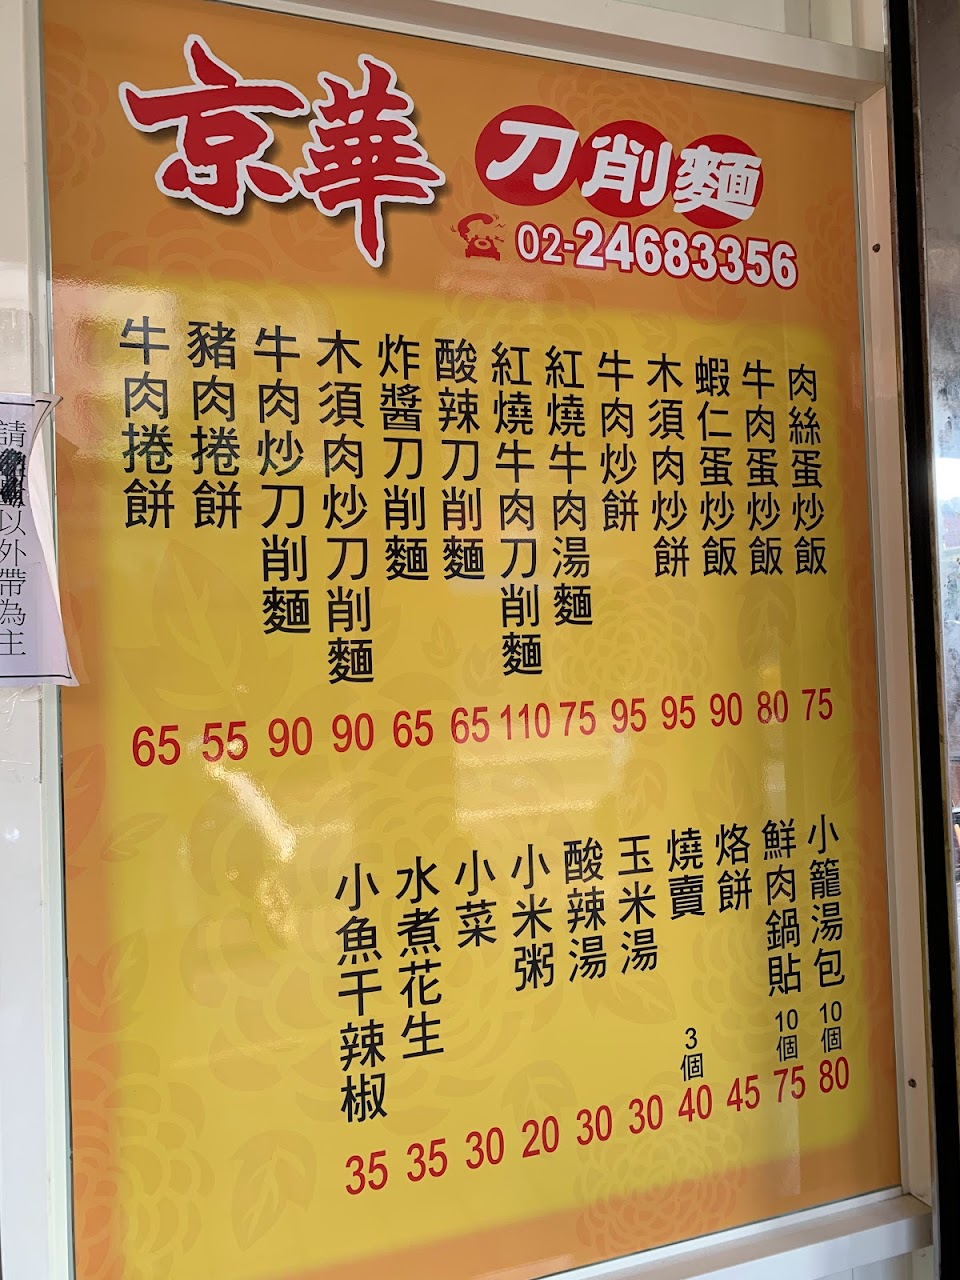 京華 刀削麵
02-24683356
肉絲蛋炒飯 75
牛肉蛋炒飯 80
蝦仁蛋炒飯 90
木須肉炒餅 95
牛肉炒餅 95
紅燒牛肉湯麵 75
紅燒牛肉刀削麵 110
酸辣刀削麵 65
炸醬刀削麵 65
木須肉炒刀削麵 90
牛肉炒刀削麵 90
豬肉捲餅 55
牛肉捲餅 65
小籠湯包 10個 80
鮮肉鍋貼 10個 75
烙餅 45
燒賣 3個 40
玉米湯 30
酸辣湯 30
小米粥 20
小菜 30
水煮花生 35
小魚干辣椒 35
請
以外帶為主